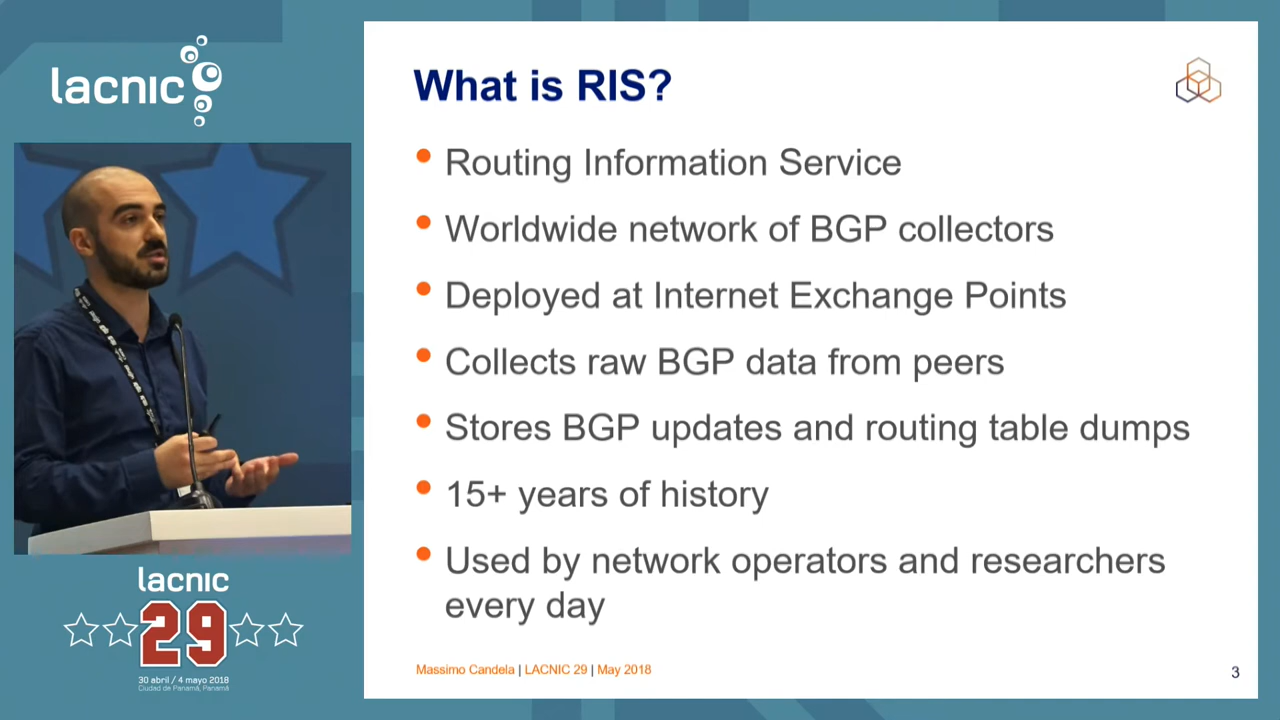 lacnic
What is RIS?
Routing Information Service
Worldwide network of BGP collectors
Deployed at Internet Exchange Points
Collects raw BGP data from peers
Stores BGP updates and routing table dumps
15+ years of history
Used by network operators and researchers
every day
Massimo Candela | LACNIC 29 | May 2018
3
lacnic
29
30 abril / 4 mayo 2018
Ciudad de Panamá, Panamá